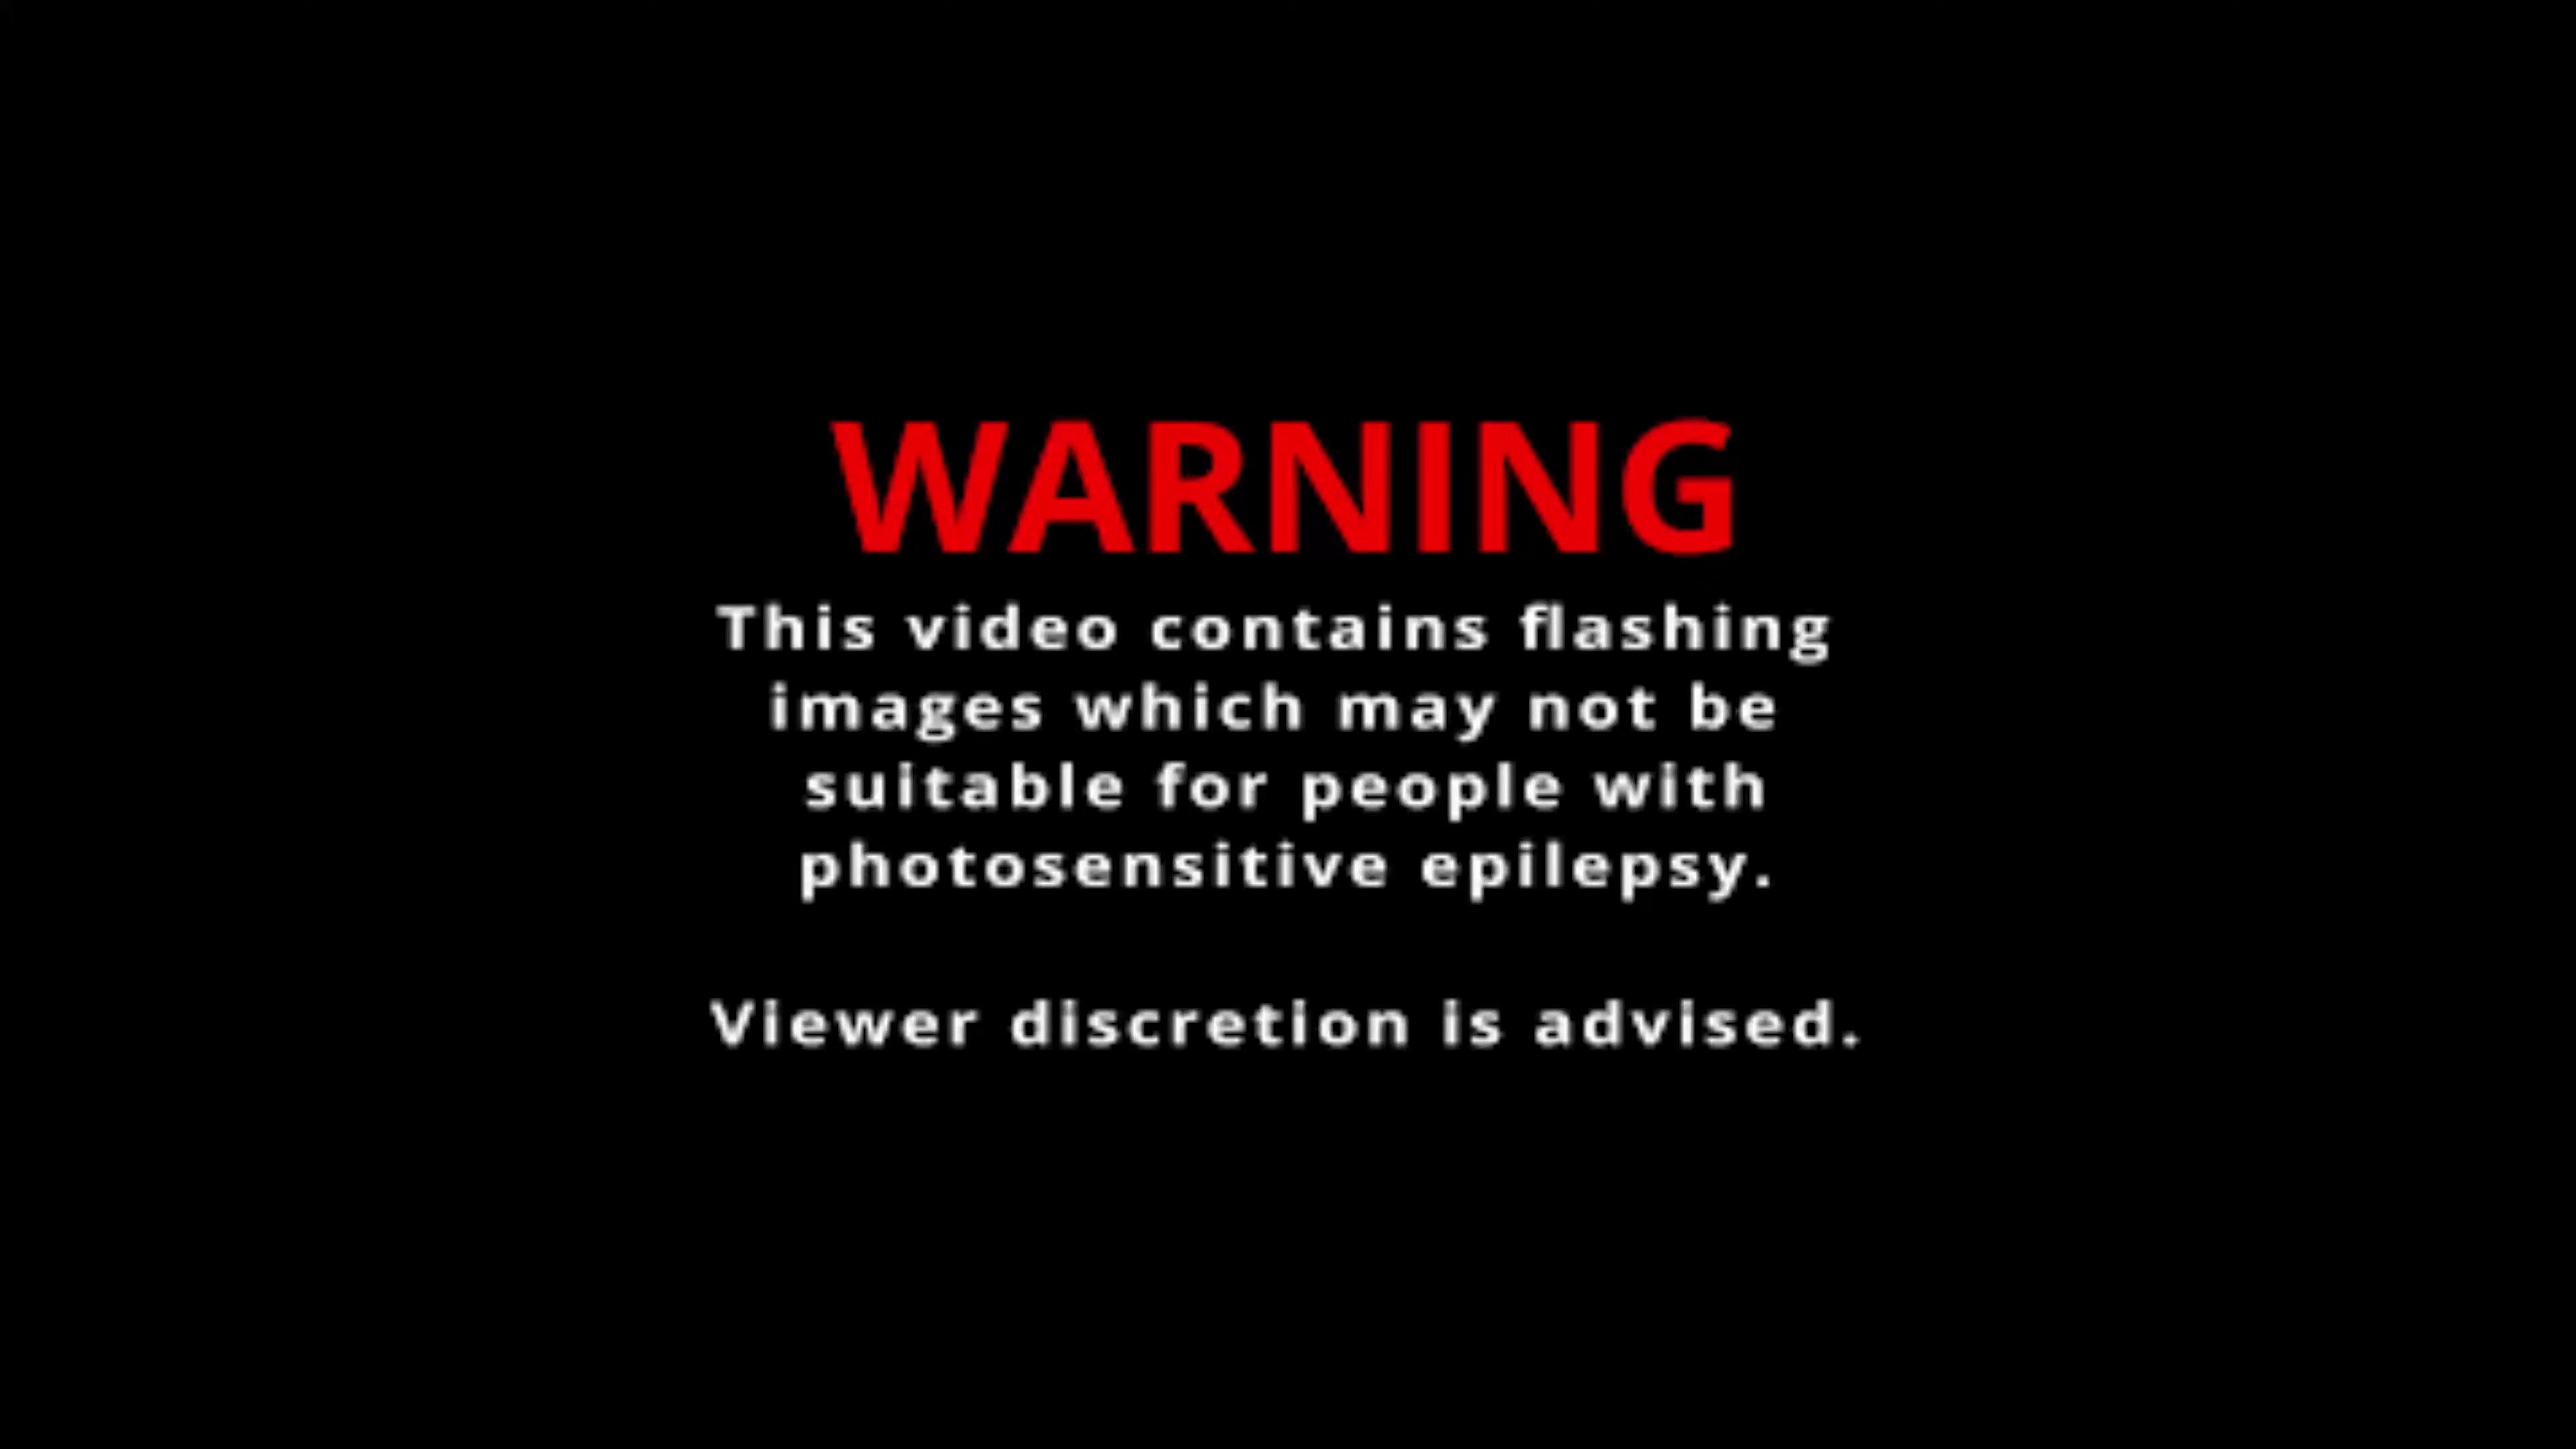 WARNING
This video contains flashing
images which may not be
suitable for people with
photosensitive epilepsy.
Viewer discretion is advised.